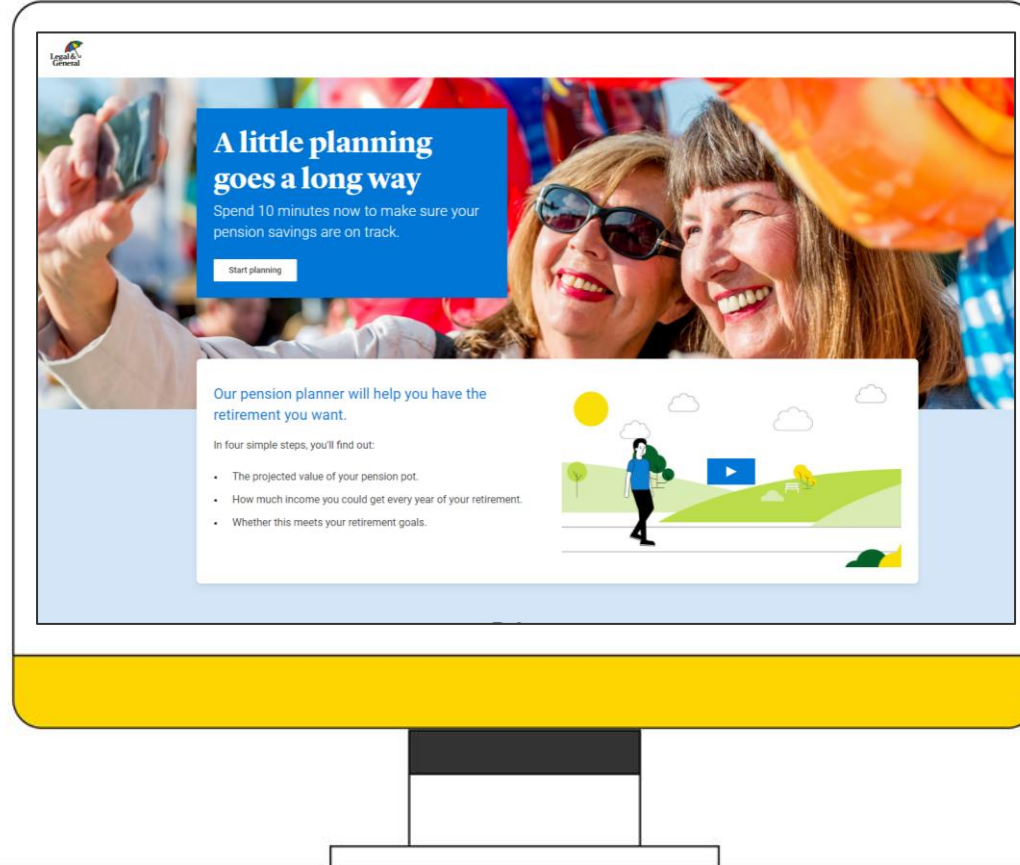 Legal &
General
A little planning
goes a long way
Spend 10 minutes now to make sure your
pension savings are on track.
Start planning
Our pension planner will help you have the
retirement you want.
In four simple steps, you'll find out:
• The projected value of your pension pot.
• How much income you could get every year of your retirement.
• Whether this meets your retirement goals.